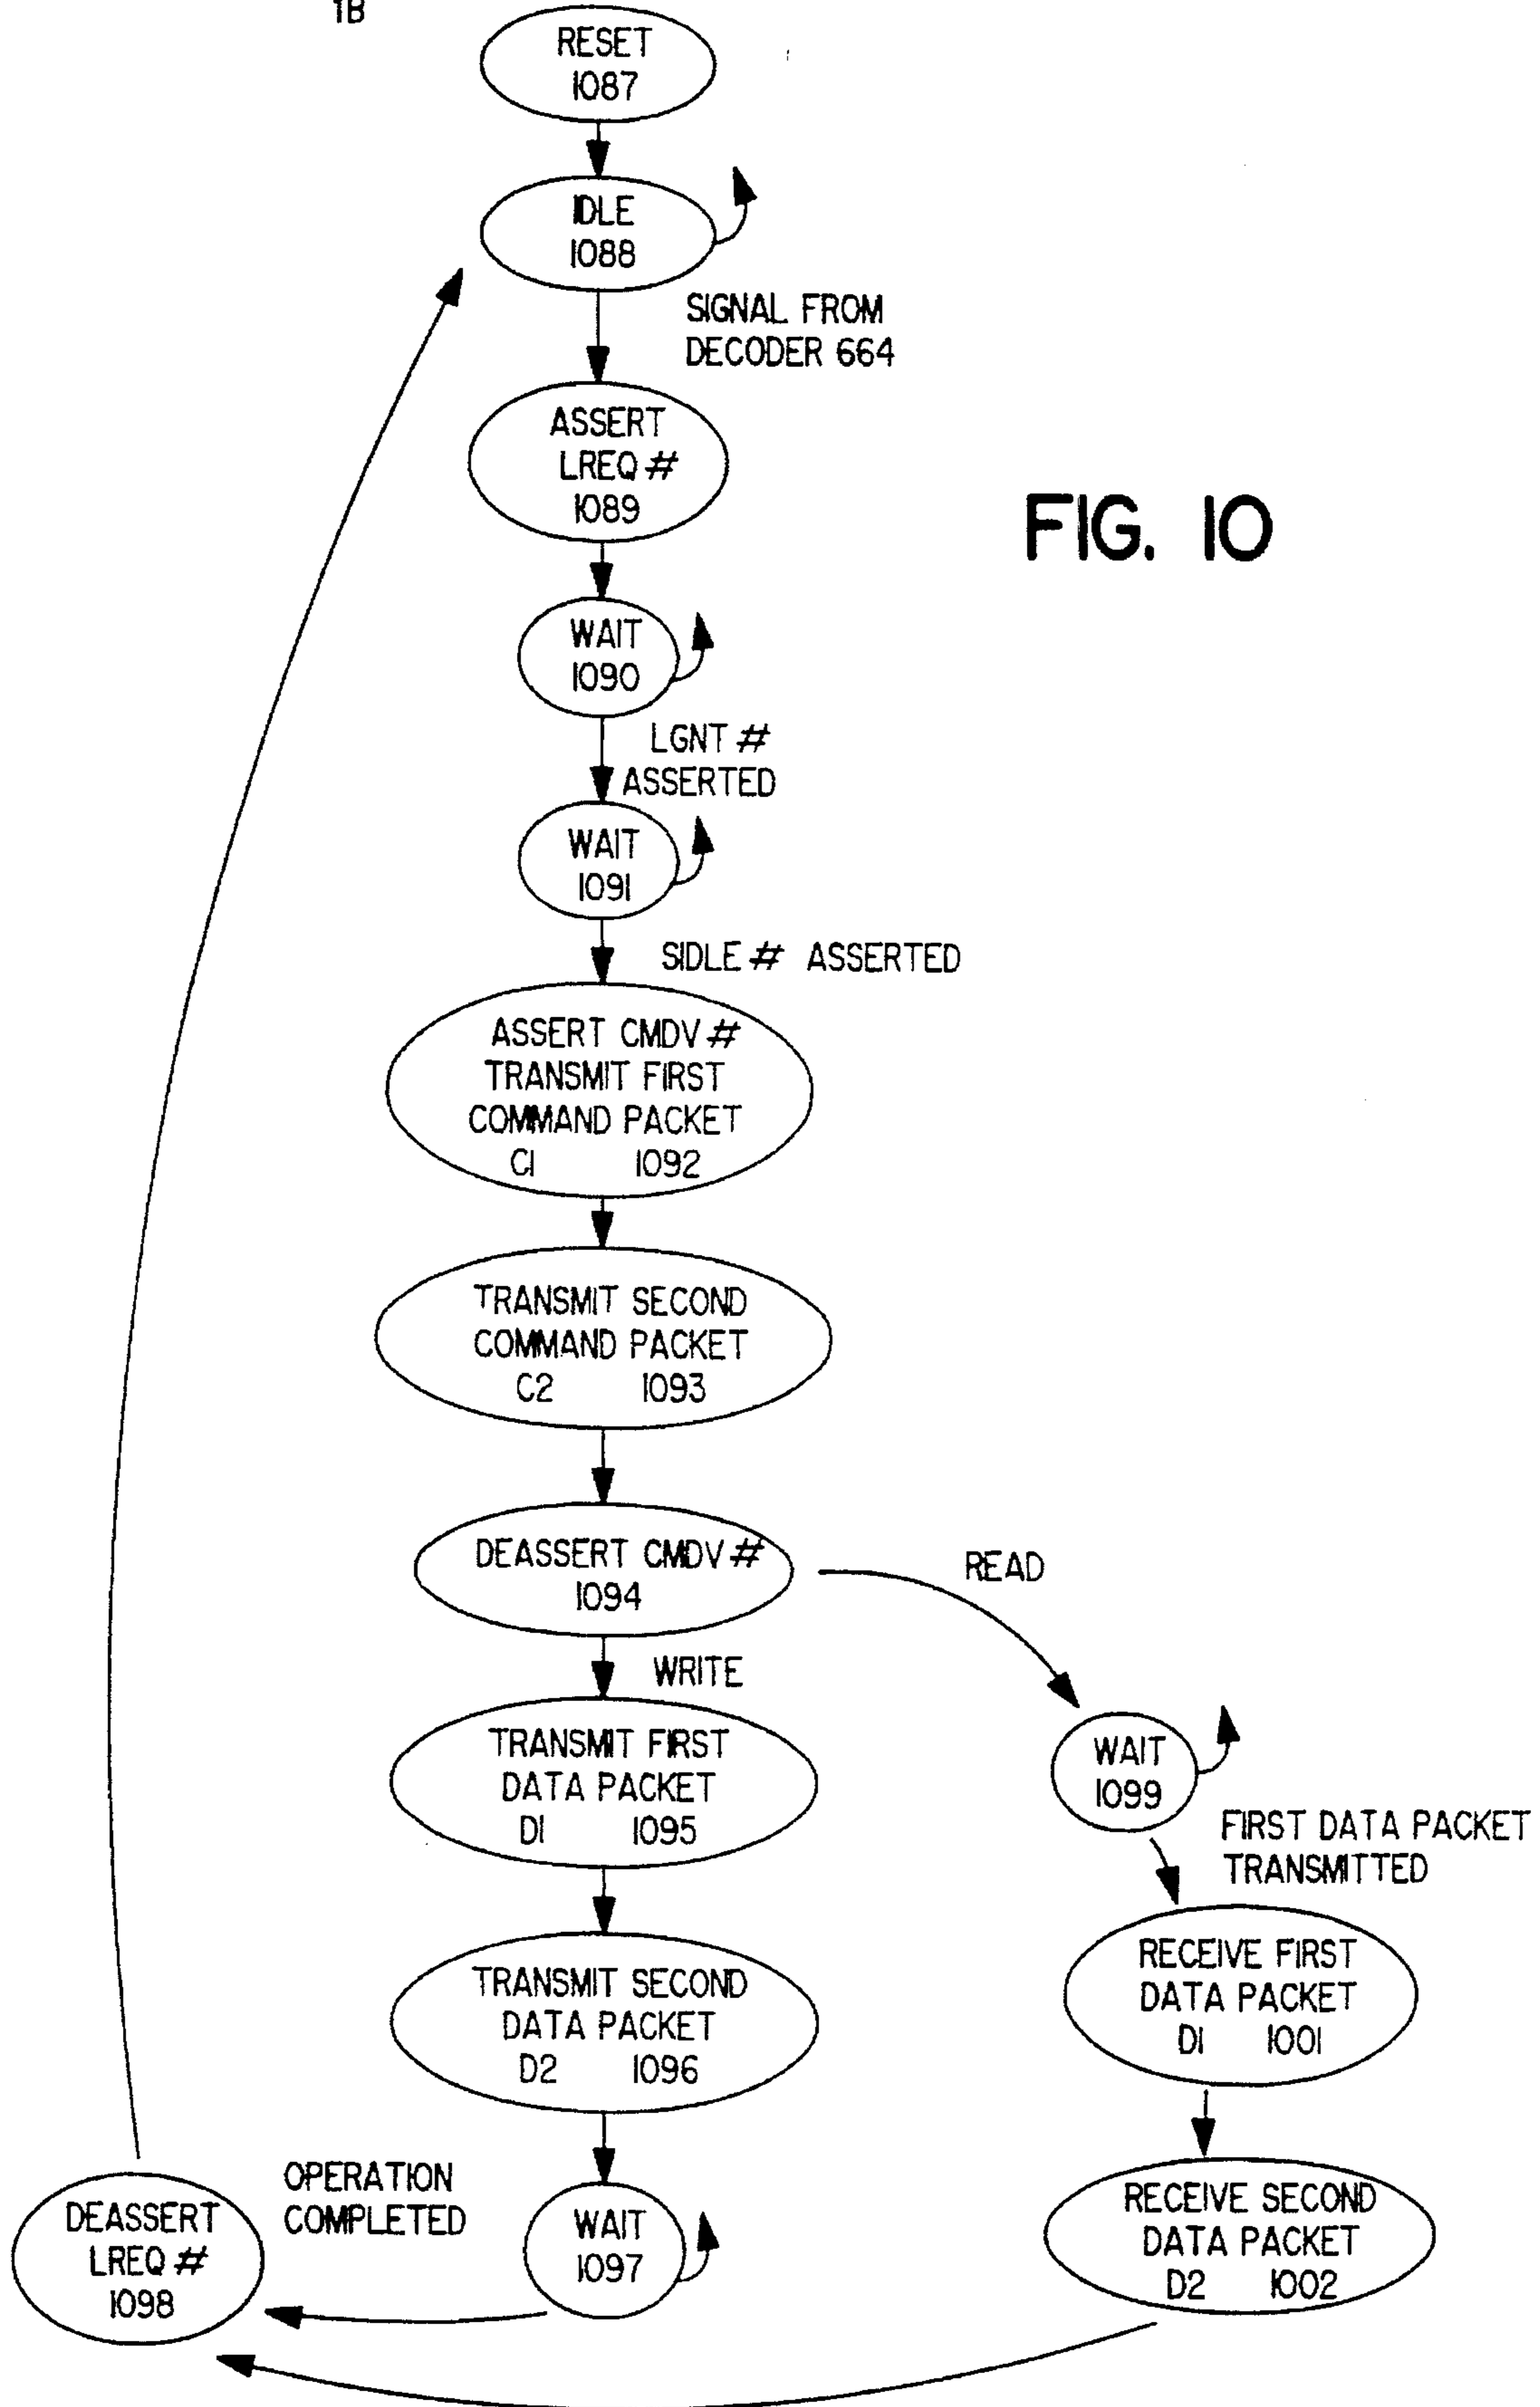 1B
RESET
1087
IDLE
1088
SIGNAL FROM
DECODER 664
ASSERT
LREQ #
1089
FIG. 10
WAIT
1090
LGNT #
ASSERTED
WAIT
1091
SIDLE # ASSERTED
ASSERT CMDV #
TRANSMIT FIRST
COMMAND PACKET
C1 1092
TRANSMIT SECOND
COMMAND PACKET
C2 1093
DEASSERT CMDV #
1094
READ
WRITE
TRANSMIT FIRST
DATA PACKET
D1 1095
WAIT
1099
FIRST DATA PACKET
TRANSMITTED
RECEIVE FIRST
DATA PACKET
D1 1001
TRANSMIT SECOND
DATA PACKET
D2 1096
RECEIVE SECOND
DATA PACKET
D2 1002
WAIT
1097
OPERATION
COMPLETED
DEASSERT
LREQ #
1098